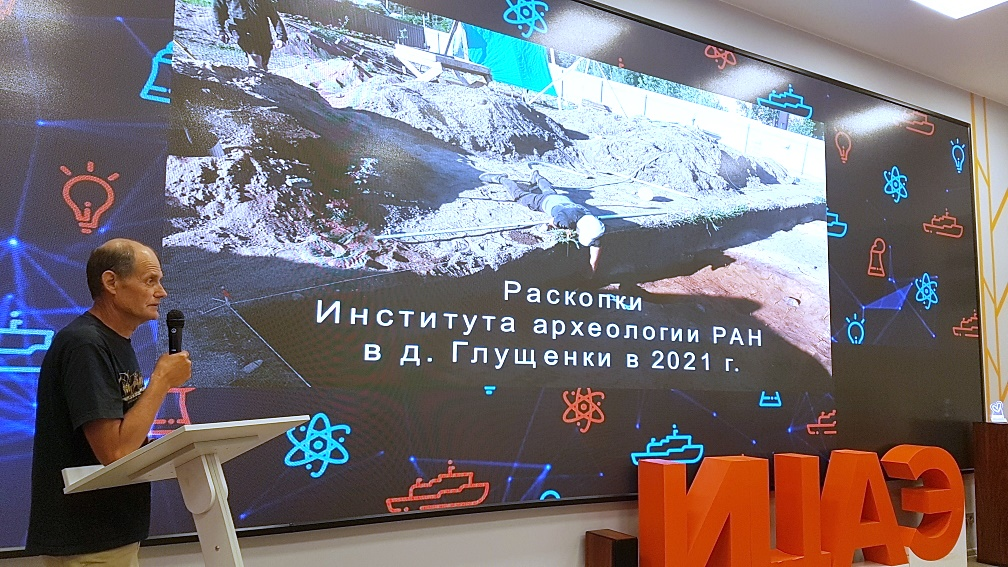 Раскопки
Института археологии РАН
в д. Глущенки в 2021 г.
ИЦАЭ